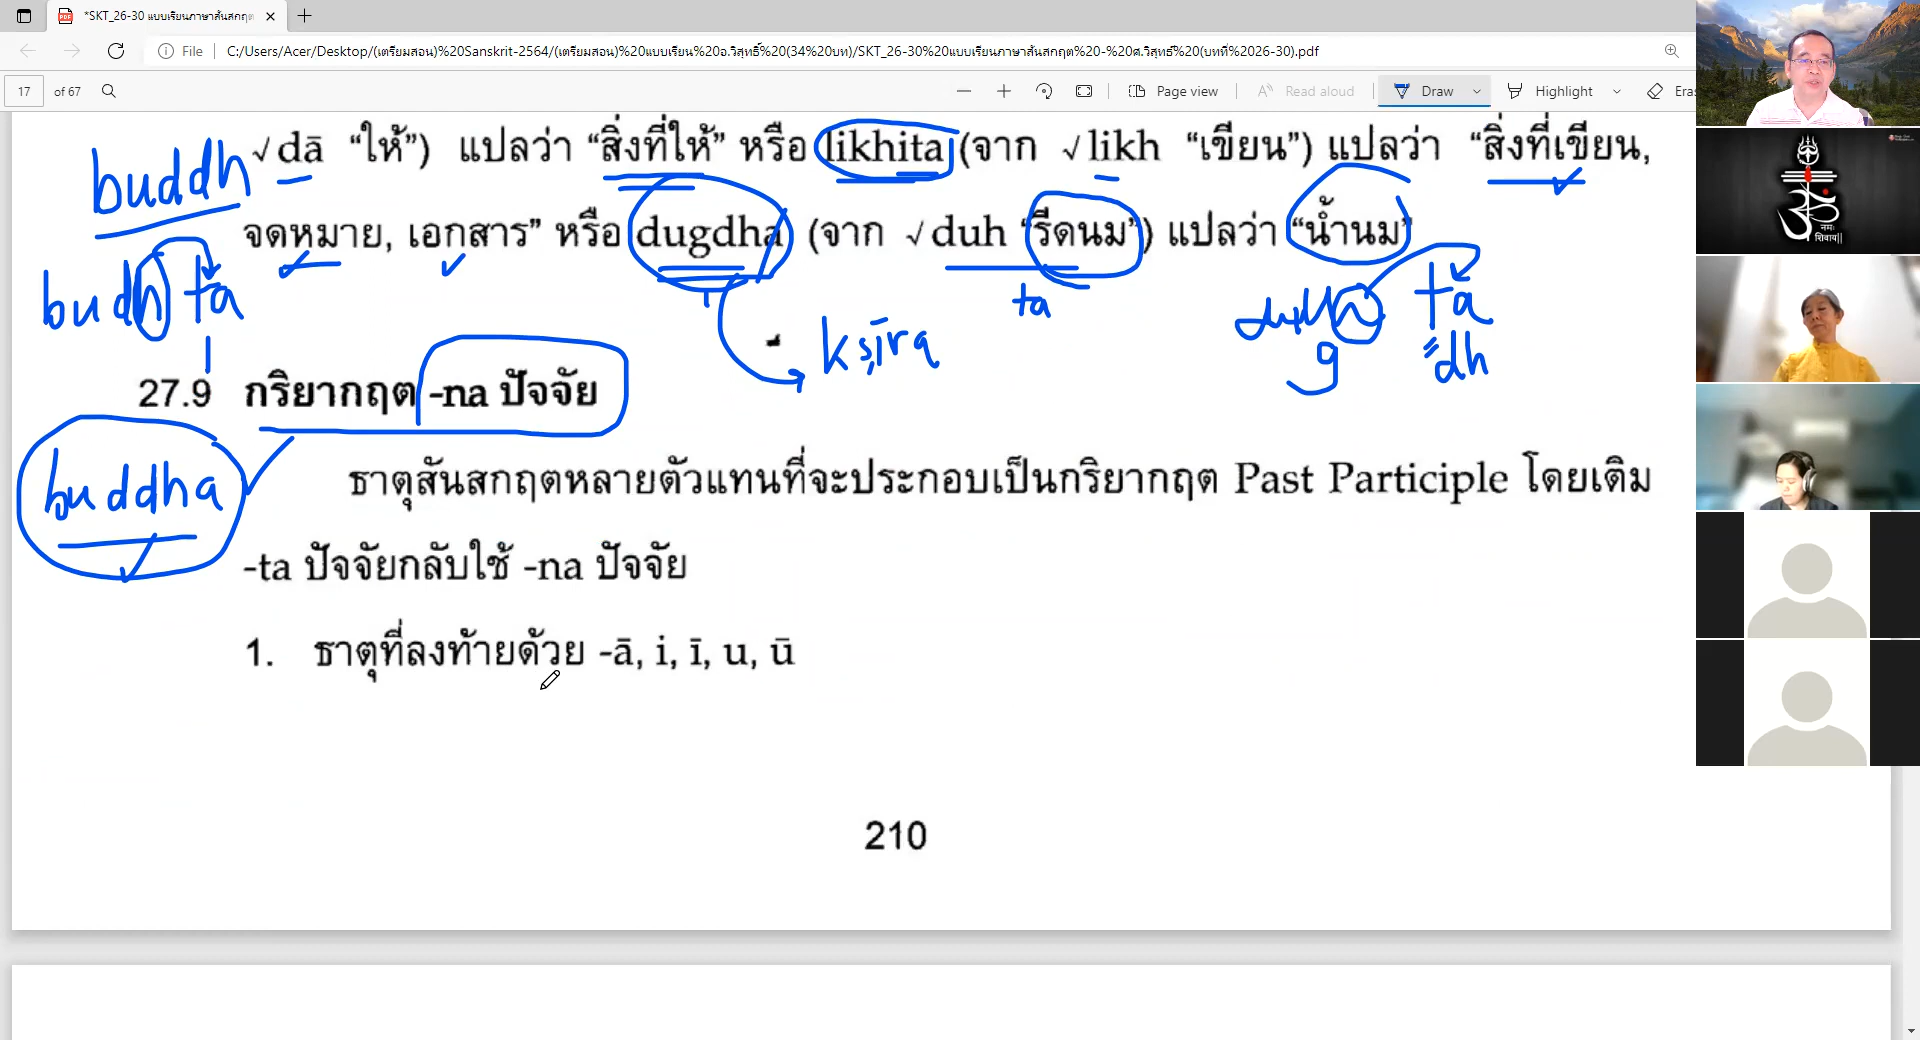 *SKT_26-30 แบบเรียนภาษาสันสกฤต
File C:/Users/Acer/Desktop/(เตรียมสอน)%20Sanskrit-2564/(เตรียมสอน)%20แบบเรียน%20อ.วิสุทธิ์%20(34%20บท)/SKT_26-30%20แบบเรียนภาษาสันสกฤต%20-%20ศ.วิสุทธ์%20(บทที่%2026-30).pdf
17 of 67 Page view Read aloud Draw Highlight Eras
√dā “ให้”) แปลว่า “สิ่งที่ให้” หรือ likhita (จาก √likh “เขียน”) แปลว่า “สิ่งที่เขียน,
buddh
จดหมาย, เอกสาร” หรือ dugdha (จาก √duh “รีดนม”) แปลว่า “น้ำนม”
budh ta
ta
ta
kṣīra
g dh
27.9 กริยากฤต -na ปัจจัย
buddha
ธาตุสันสกฤตหลายตัวแทนที่จะประกอบเป็นกริยากฤต Past Participle โดยเติม
-ta ปัจจัยกลับใช้ -na ปัจจัย
1. ธาตุที่ลงท้ายด้วย -ā, i, ī, u, ū
210
नमः
शिवाय||